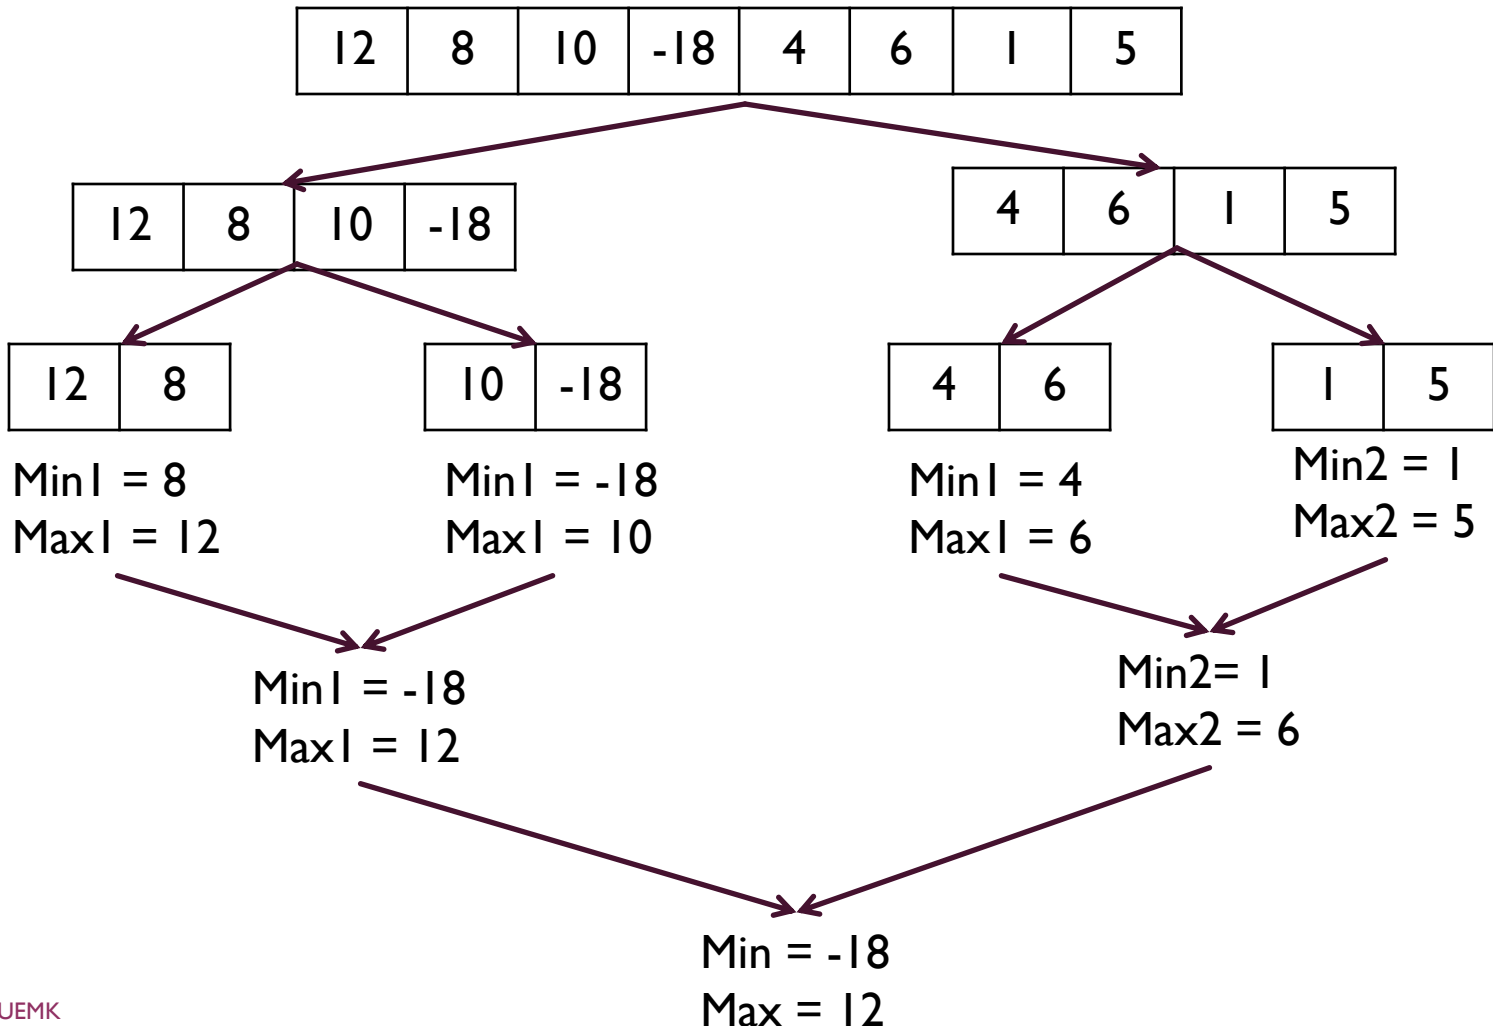 12 8 10 -18 4 6 1 5
12 8 10 -18
4 6 1 5
12 8
10 -18
4 6
1 5
Min1 = 8
Max1 = 12
Min1 = -18
Max1 = 10
Min1 = 4
Max1 = 6
Min2 = 1
Max2 = 5
Min1 = -18
Max1 = 12
Min2= 1
Max2 = 6
Min = -18
Max = 12
UEMK